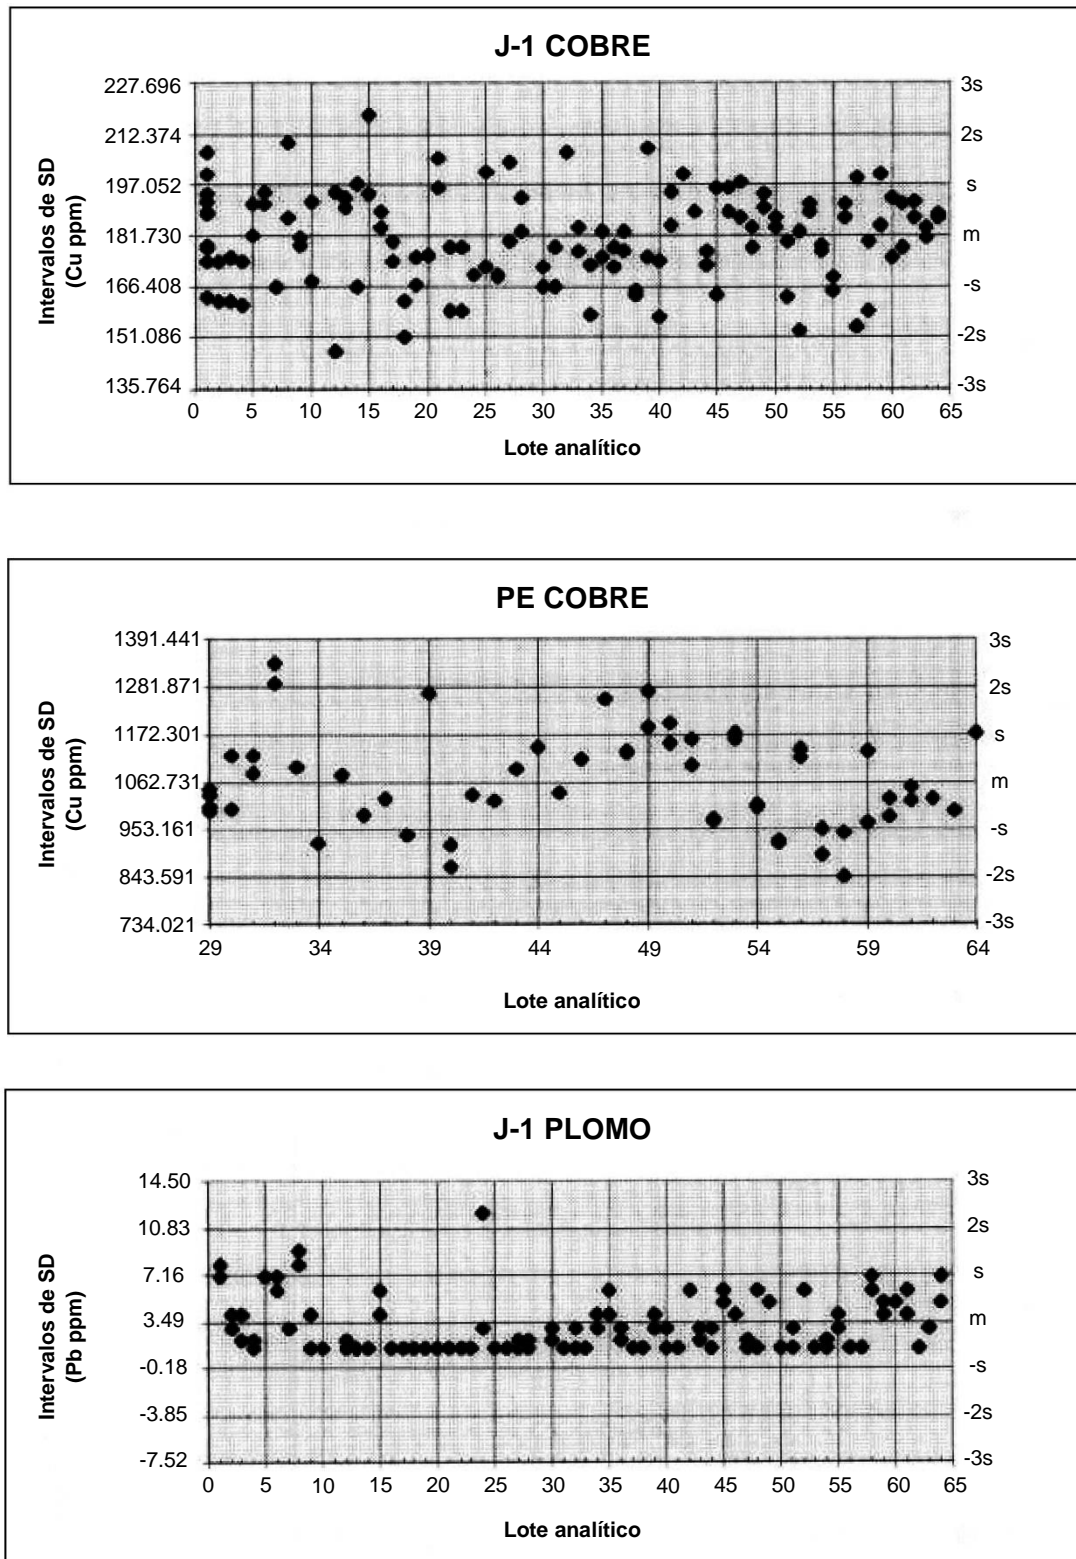 J-1 COBRE
227.696
212.374
197.052
181.730
166.408
151.086
135.764
3s
2s
s
m
-s
-2s
-3s
Intervalos de SD
(Cu ppm)
0 5 10 15 20 25 30 35 40 45 50 55 60 65
Lote analítico
PE COBRE
1391.441
1281.871
1172.301
1062.731
953.161
843.591
734.021
3s
2s
s
m
-s
-2s
-3s
Intervalos de SD
(Cu ppm)
29 34 39 44 49 54 59 64
Lote analítico
J-1 PLOMO
14.50
10.83
7.16
3.49
-0.18
-3.85
-7.52
3s
2s
s
m
-s
-2s
-3s
Intervalos de SD
(Pb ppm)
0 5 10 15 20 25 30 35 40 45 50 55 60 65
Lote analítico